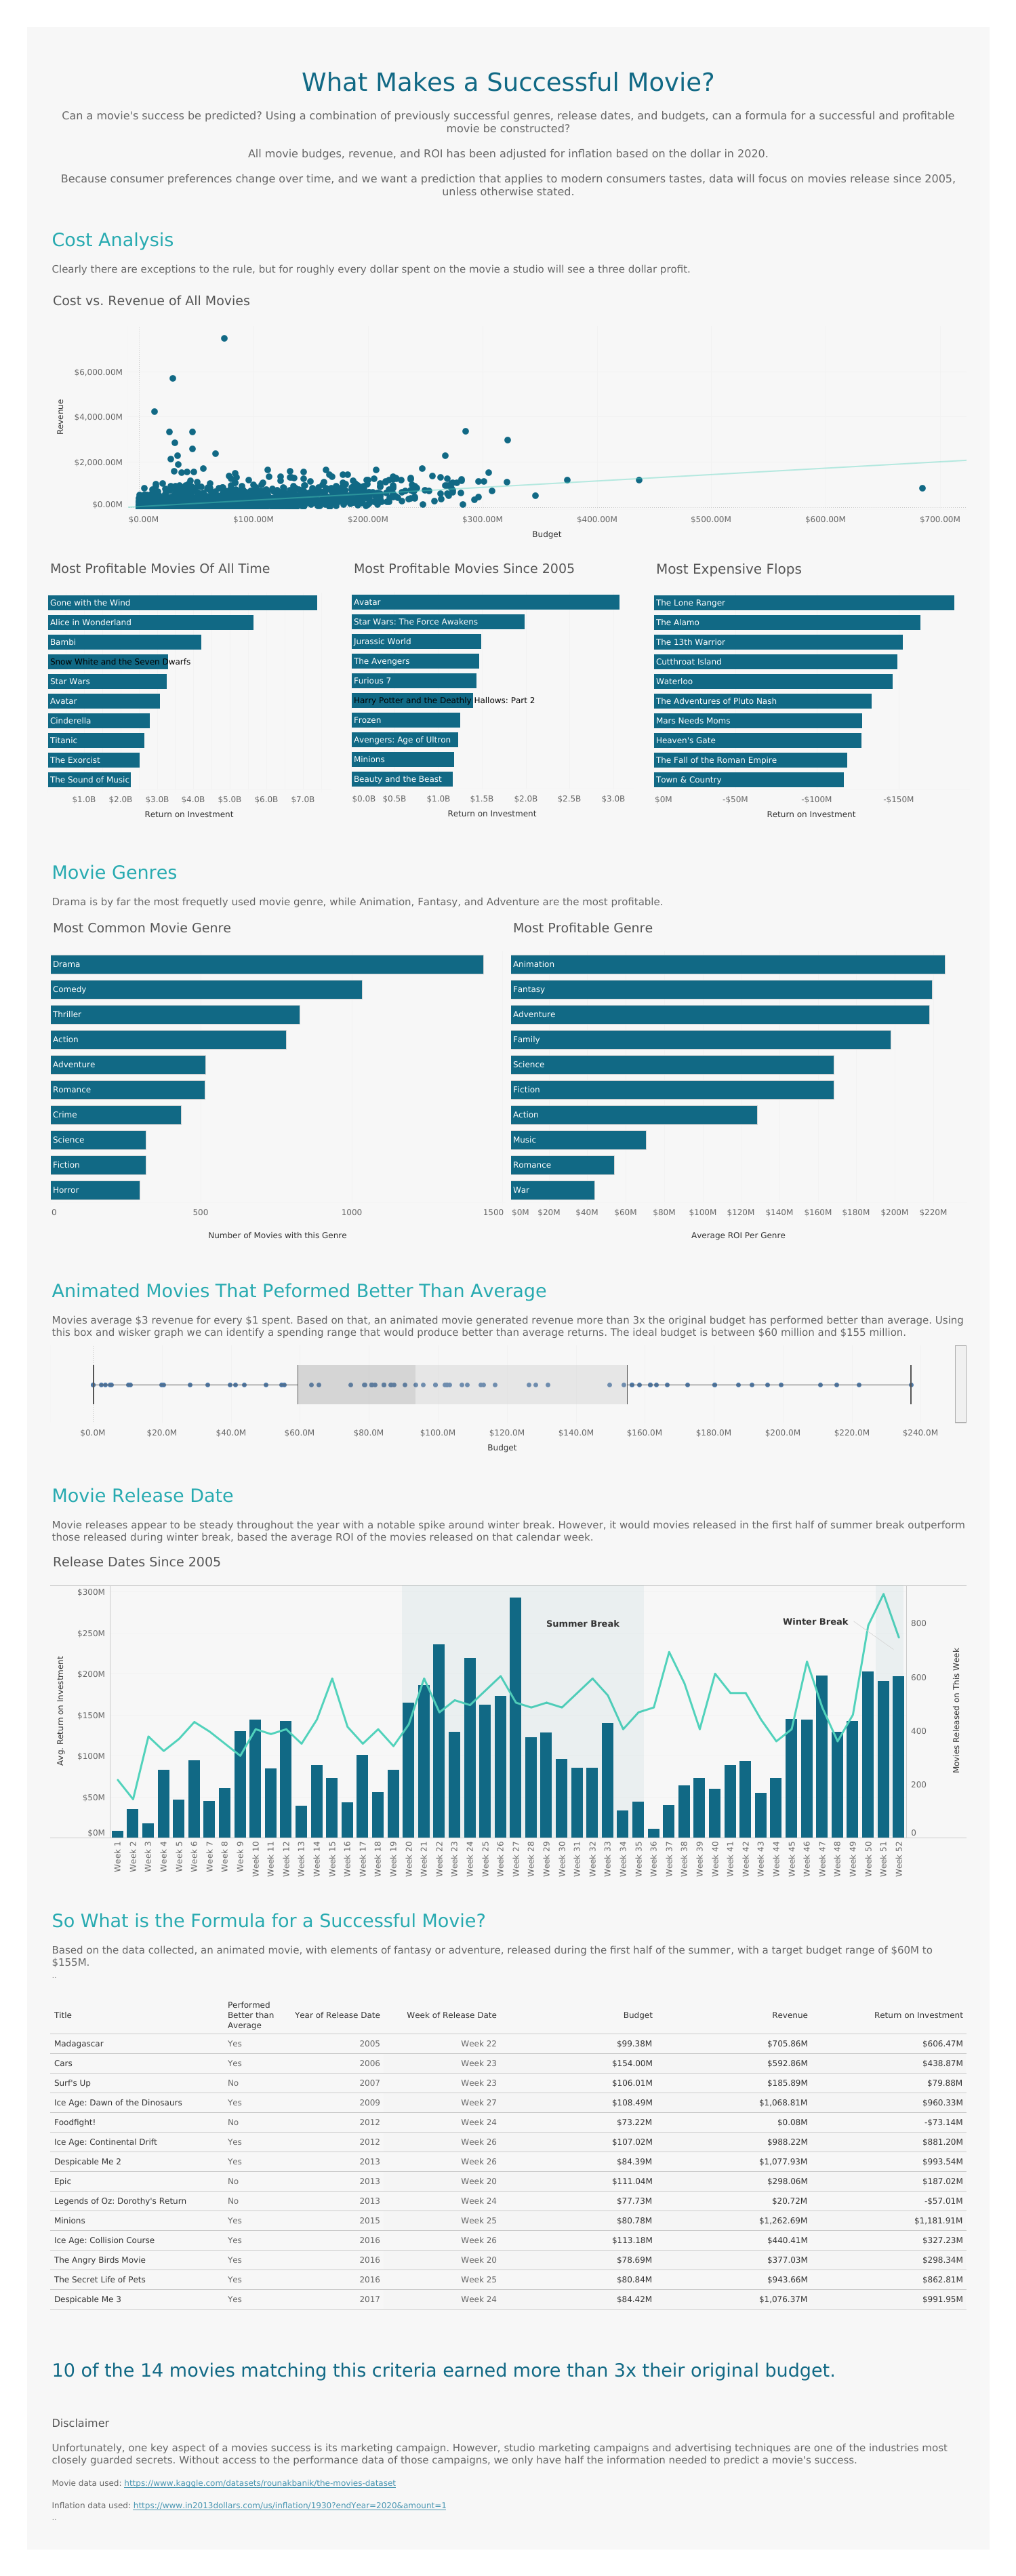 What Makes a Successful Movie?
Can a movie's success be predicted? Using a combination of previously successful genres, release dates, and budgets, can a formula for a successful and profitable
movie be constructed?
All movie budges, revenue, and ROI has been adjusted for inflation based on the dollar in 2020.
Because consumer preferences change over time, and we want a prediction that applies to modern consumers tastes, data will focus on movies release since 2005,
unless otherwise stated.
Cost Analysis
Clearly there are exceptions to the rule, but for roughly every dollar spent on the movie a studio will see a three dollar profit.
Cost vs. Revenue of All Movies
Revenue
$6,000.00M
$4,000.00M
$2,000.00M
$0.00M
$0.00M $100.00M $200.00M $300.00M $400.00M $500.00M $600.00M $700.00M
Budget
Most Profitable Movies Of All Time
Gone with the Wind
Alice in Wonderland
Bambi
Snow White and the Seven Dwarfs
Star Wars
Avatar
Cinderella
Titanic
The Exorcist
The Sound of Music
$1.0B $2.0B $3.0B $4.0B $5.0B $6.0B $7.0B
Return on Investment
Most Profitable Movies Since 2005
Avatar
Star Wars: The Force Awakens
Jurassic World
The Avengers
Furious 7
Harry Potter and the Deathly Hallows: Part 2
Frozen
Avengers: Age of Ultron
Minions
Beauty and the Beast
$0.0B $0.5B $1.0B $1.5B $2.0B $2.5B $3.0B
Return on Investment
Most Expensive Flops
The Lone Ranger
The Alamo
The 13th Warrior
Cutthroat Island
Waterloo
The Adventures of Pluto Nash
Mars Needs Moms
Heaven's Gate
The Fall of the Roman Empire
Town & Country
$0M -$50M -$100M -$150M
Return on Investment
Movie Genres
Drama is by far the most frequetly used movie genre, while Animation, Fantasy, and Adventure are the most profitable.
Most Common Movie Genre
Drama
Comedy
Thriller
Action
Adventure
Romance
Crime
Science
Fiction
Horror
0 500 1000 1500
Number of Movies with this Genre
Most Profitable Genre
Animation
Fantasy
Adventure
Family
Science
Fiction
Action
Music
Romance
War
$0M $20M $40M $60M $80M $100M $120M $140M $160M $180M $200M $220M
Average ROI Per Genre
Animated Movies That Peformed Better Than Average
Movies average $3 revenue for every $1 spent. Based on that, an animated movie generated revenue more than 3x the original budget has performed better than average. Using
this box and wisker graph we can identify a spending range that would produce better than average returns. The ideal budget is between $60 million and $155 million.
$0.0M $20.0M $40.0M $60.0M $80.0M $100.0M $120.0M $140.0M $160.0M $180.0M $200.0M $220.0M $240.0M
Budget
Movie Release Date
Movie releases appear to be steady throughout the year with a notable spike around winter break. However, it would movies released in the first half of summer break outperform
those released during winter break, based the average ROI of the movies released on that calendar week.
Release Dates Since 2005
Avg. Return on Investment
$300M
$250M
$200M
$150M
$100M
$50M
$0M
Summer Break
Winter Break
800
600
400
200
0
Movies Released on This Week
Week 1 Week 2 Week 3 Week 4 Week 5 Week 6 Week 7 Week 8 Week 9 Week 10 Week 11 Week 12 Week 13 Week 14 Week 15 Week 16 Week 17 Week 18 Week 19 Week 20 Week 21 Week 22 Week 23 Week 24 Week 25 Week 26 Week 27 Week 28 Week 29 Week 30 Week 31 Week 32 Week 33 Week 34 Week 35 Week 36 Week 37 Week 38 Week 39 Week 40 Week 41 Week 42 Week 43 Week 44 Week 45 Week 46 Week 47 Week 48 Week 49 Week 50 Week 51 Week 52
So What is the Formula for a Successful Movie?
Based on the data collected, an animated movie, with elements of fantasy or adventure, released during the first half of the summer, with a target budget range of $60M to
$155M.
..
Title Performed Better than Average Year of Release Date Week of Release Date Budget Revenue Return on Investment
Madagascar Yes 2005 Week 22 $99.38M $705.86M $606.47M
Cars Yes 2006 Week 23 $154.00M $592.86M $438.87M
Surf's Up No 2007 Week 23 $106.01M $185.89M $79.88M
Ice Age: Dawn of the Dinosaurs Yes 2009 Week 27 $108.49M $1,068.81M $960.33M
Foodfight! No 2012 Week 24 $73.22M $0.08M -$73.14M
Ice Age: Continental Drift Yes 2012 Week 26 $107.02M $988.22M $881.20M
Despicable Me 2 Yes 2013 Week 26 $84.39M $1,077.93M $993.54M
Epic No 2013 Week 20 $111.04M $298.06M $187.02M
Legends of Oz: Dorothy's Return No 2013 Week 24 $77.73M $20.72M -$57.01M
Minions Yes 2015 Week 25 $80.78M $1,262.69M $1,181.91M
Ice Age: Collision Course Yes 2016 Week 26 $113.18M $440.41M $327.23M
The Angry Birds Movie Yes 2016 Week 20 $78.69M $377.03M $298.34M
The Secret Life of Pets Yes 2016 Week 25 $80.84M $943.66M $862.81M
Despicable Me 3 Yes 2017 Week 24 $84.42M $1,076.37M $991.95M
10 of the 14 movies matching this criteria earned more than 3x their original budget.
Disclaimer
Unfortunately, one key aspect of a movies success is its marketing campaign. However, studio marketing campaigns and advertising techniques are one of the industries most
closely guarded secrets. Without access to the performance data of those campaigns, we only have half the information needed to predict a movie's success.
Movie data used: https://www.kaggle.com/datasets/rounakbanik/the-movies-dataset
Inflation data used: https://www.in2013dollars.com/us/inflation/1930?endYear=2020&amount=1
..